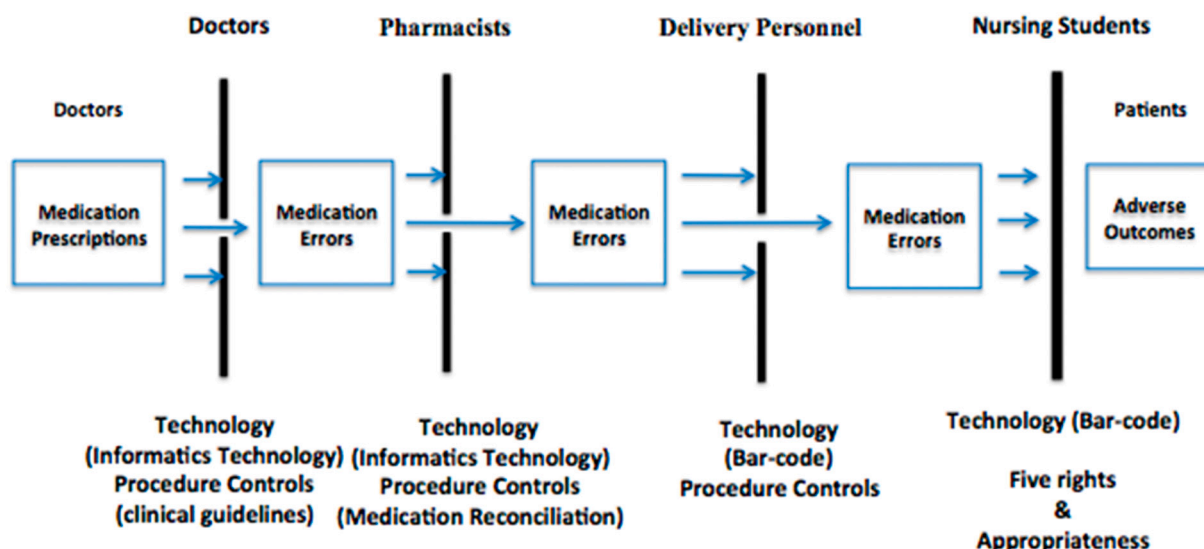 Doctors
Pharmacists
Delivery Personnel
Nursing Students
Doctors
Patients
Medication
Prescriptions
Medication
Errors
Medication
Errors
Medication
Errors
Adverse
Outcomes
Technology
(Informatics Technology)
Procedure Controls
(clinical guidelines)
Technology
(Informatics Technology)
Procedure Controls
(Medication Reconciliation)
Technology
(Bar-code)
Procedure Controls
Technology (Bar-code)
Five rights
&
Appropriateness